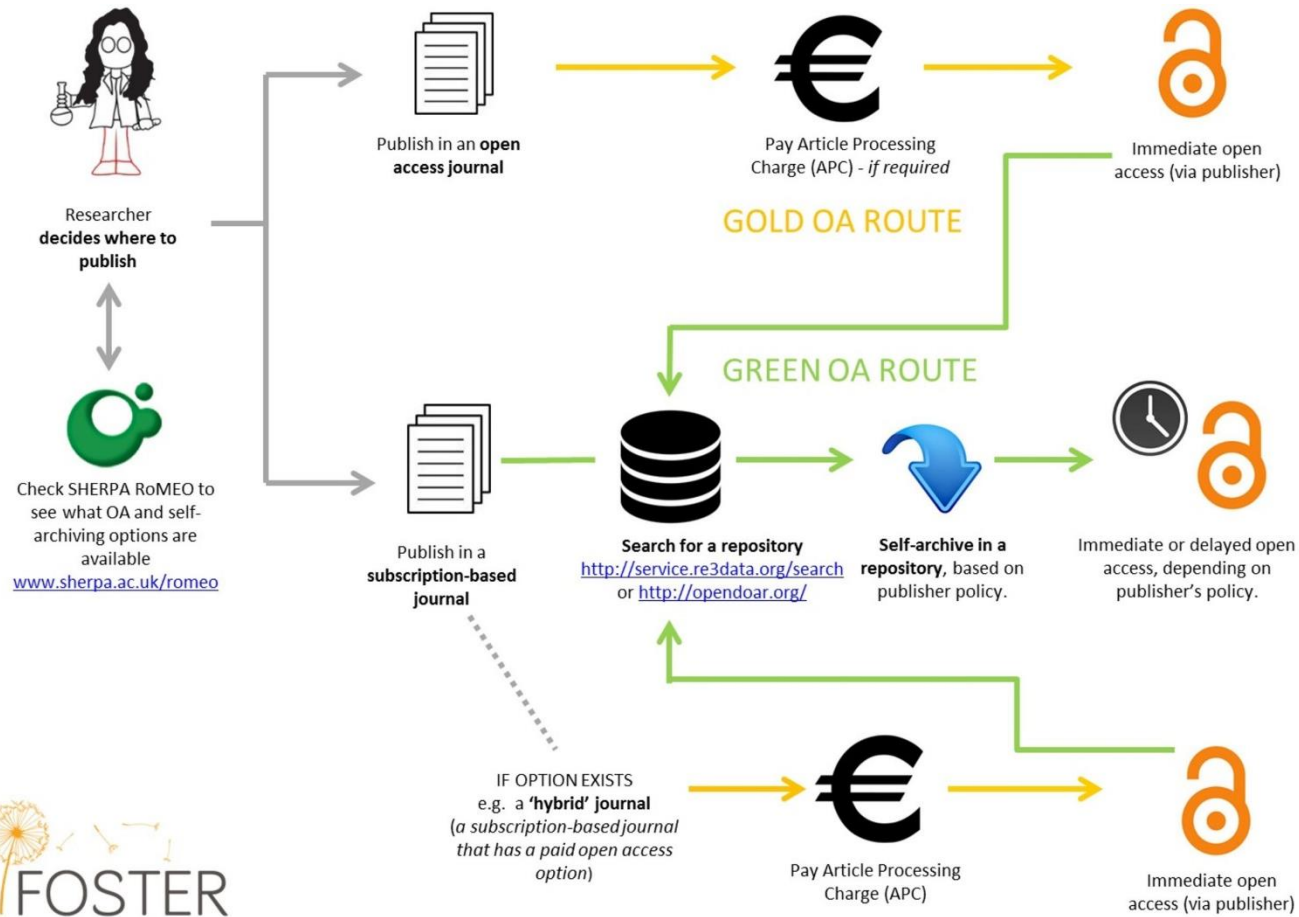 Researcher
decides where to
publish
Check SHERPA RoMEO to
see what OA and self-
archiving options are
available
www.sherpa.ac.uk/romeo
Publish in an open
access journal
€
Pay Article Processing
Charge (APC) - if required
Immediate open
access (via publisher)
GOLD OA ROUTE
GREEN OA ROUTE
Publish in a
subscription-based
journal
Search for a repository
http://service.re3data.org/search
or http://opendoar.org/
Self-archive in a
repository, based on
publisher policy.
Immediate or delayed open
access, depending on
publisher’s policy.
IF OPTION EXISTS
e.g. a ‘hybrid’ journal
(a subscription-based journal
that has a paid open access
option)
€
Pay Article Processing
Charge (APC)
Immediate open
access (via publisher)
FOSTER